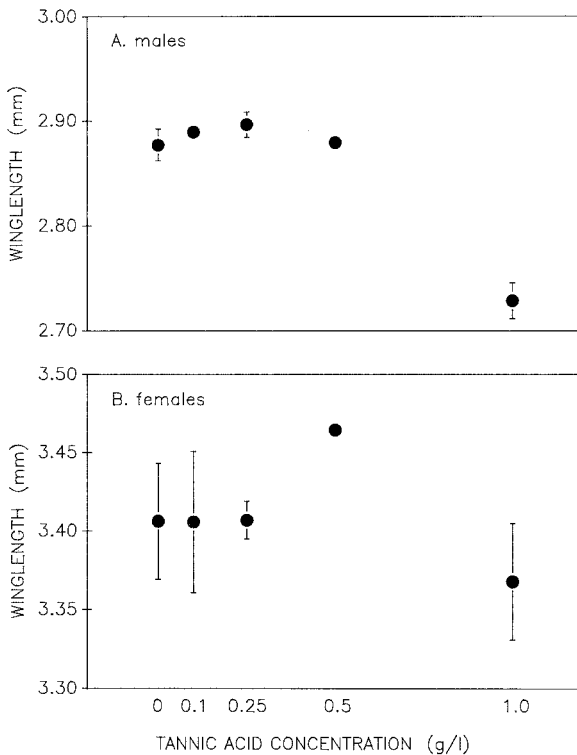 A. males
WINGLENGTH (mm)
3.00
2.90
2.80
2.70
B. females
WINGLENGTH (mm)
3.50
3.45
3.40
3.35
3.30
0 0.1 0.25 0.5 1.0
TANNIC ACID CONCENTRATION (g/l)